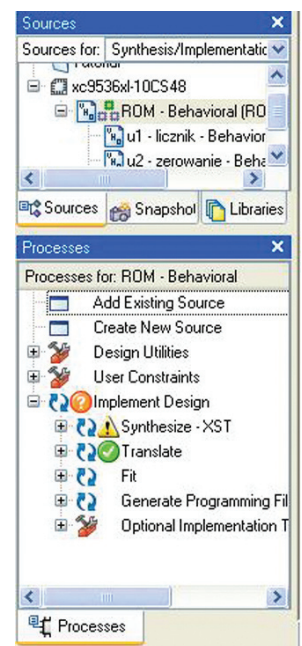 Sources
Sources for: Synthesis/Implementatic
Tutorial
xc9536xl-10CS48
ROM - Behavioral (RO
u1 - licznik - Behavior
u2 - zerowanie - Beha
Sources Snapshot Libraries
Processes
Processes for: ROM - Behavioral
Add Existing Source
Create New Source
Design Utilities
User Constraints
Implement Design
Synthesize - XST
Translate
Fit
Generate Programming Fil
Optional Implementation T
Processes